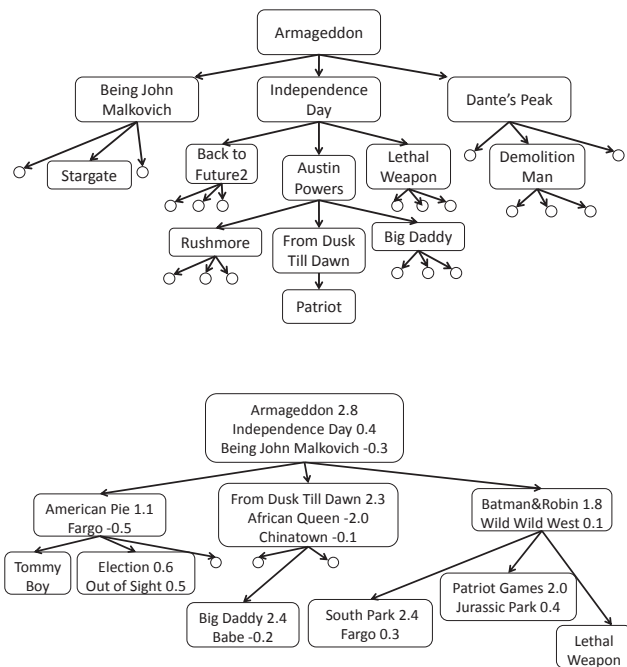 Armageddon
Being John
Malkovich
Independence
Day
Dante's Peak
Stargate
Back to
Future2
Austin
Powers
Lethal
Weapon
Demolition
Man
Rushmore
From Dusk
Till Dawn
Big Daddy
Patriot
Armageddon 2.8
Independence Day 0.4
Being John Malkovich -0.3
American Pie 1.1
Fargo -0.5
From Dusk Till Dawn 2.3
African Queen -2.0
Chinatown -0.1
Batman&Robin 1.8
Wild Wild West 0.1
Tommy
Boy
Election 0.6
Out of Sight 0.5
Big Daddy 2.4
Babe -0.2
South Park 2.4
Fargo 0.3
Patriot Games 2.0
Jurassic Park 0.4
Lethal
Weapon